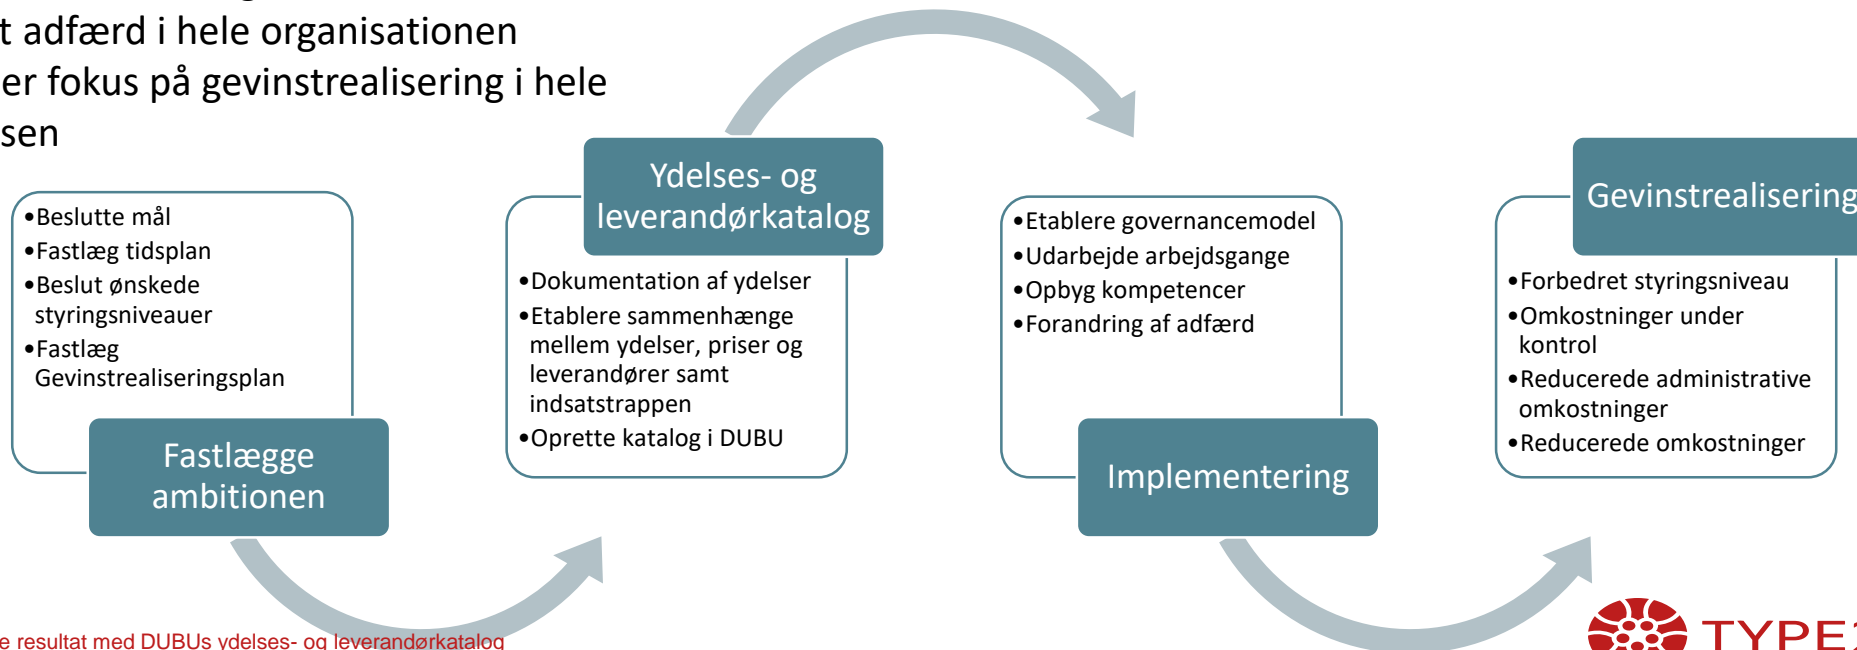 t adfærd i hele organisationen
er fokus på gevinstrealisering i hele
sen
•Beslutte mål
•Fastlæg tidsplan
•Beslut ønskede
styringsniveauer
•Fastlæg
Gevinstrealiseringsplan
Fastlægge
ambitionen
Ydelses- og
leverandørkatalog
•Dokumentation af ydelser
•Etablere sammenhænge
mellem ydelser, priser og
leverandører samt
indsatstrappen
•Oprette katalog i DUBU
•Etablere governancemodel
•Udarbejde arbejdsgange
•Opbyg kompetencer
•Forandring af adfærd
Implementering
Gevinstrealisering
•Forbedret styringsniveau
•Omkostninger under
kontrol
•Reducerede administrative
omkostninger
•Reducerede omkostninger
e resultat med DUBUs ydelses- og leverandørkatalog
TYPE